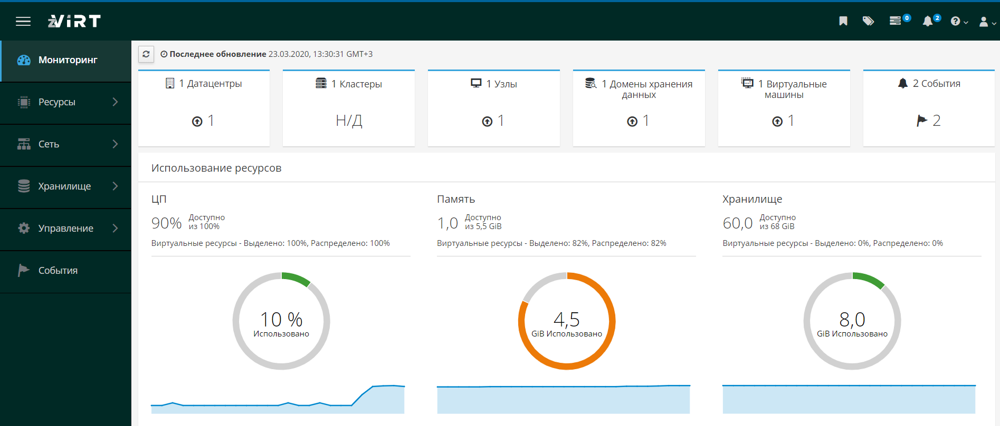 zVIRT
0
2
Мониторинг
Ресурсы
Сеть
Хранилище
Управление
События
Последнее обновление 23.03.2020, 13:30:31 GMT+3
1 Датацентры
1
1 Кластеры
Н/Д
1 Узлы
1
1 Домены хранения
данных
1
1 Виртуальные
машины
1
2 События
2
Использование ресурсов
ЦП
90% Доступно
из 100%
Виртуальные ресурсы - Выделено: 100%, Распределено: 100%
10 %
Использовано
Память
1,0 Доступно
из 5,5 GiB
Виртуальные ресурсы - Выделено: 82%, Распределено: 82%
4,5
GiB Использовано
Хранилище
60,0 Доступно
из 68 GiB
Виртуальные ресурсы - Выделено: 0%, Распределено: 0%
8,0
GiB Использовано